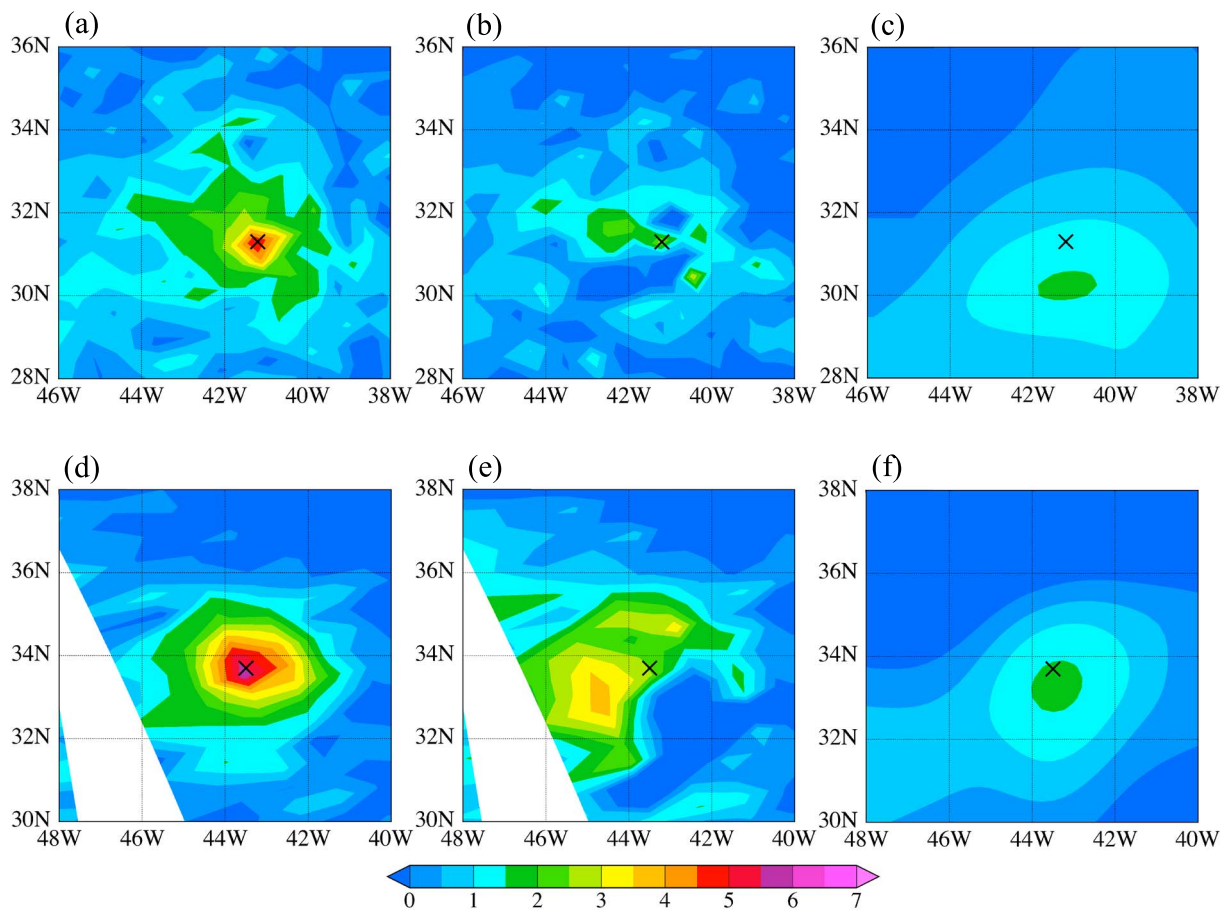 (a) (b) (c)
36N 36N 36N
34N 34N 34N
32N 32N 32N
30N 30N 30N
28N 28N 28N
46W 44W 42W 40W 38W 46W 44W 42W 40W 38W 46W 44W 42W 40W 38W
(d) (e) (f)
38N 38N 38N
36N 36N 36N
34N 34N 34N
32N 32N 32N
30N 30N 30N
48W 46W 44W 42W 40W 48W 46W 44W 42W 40W 48W 46W 44W 42W 40W
0 1 2 3 4 5 6 7